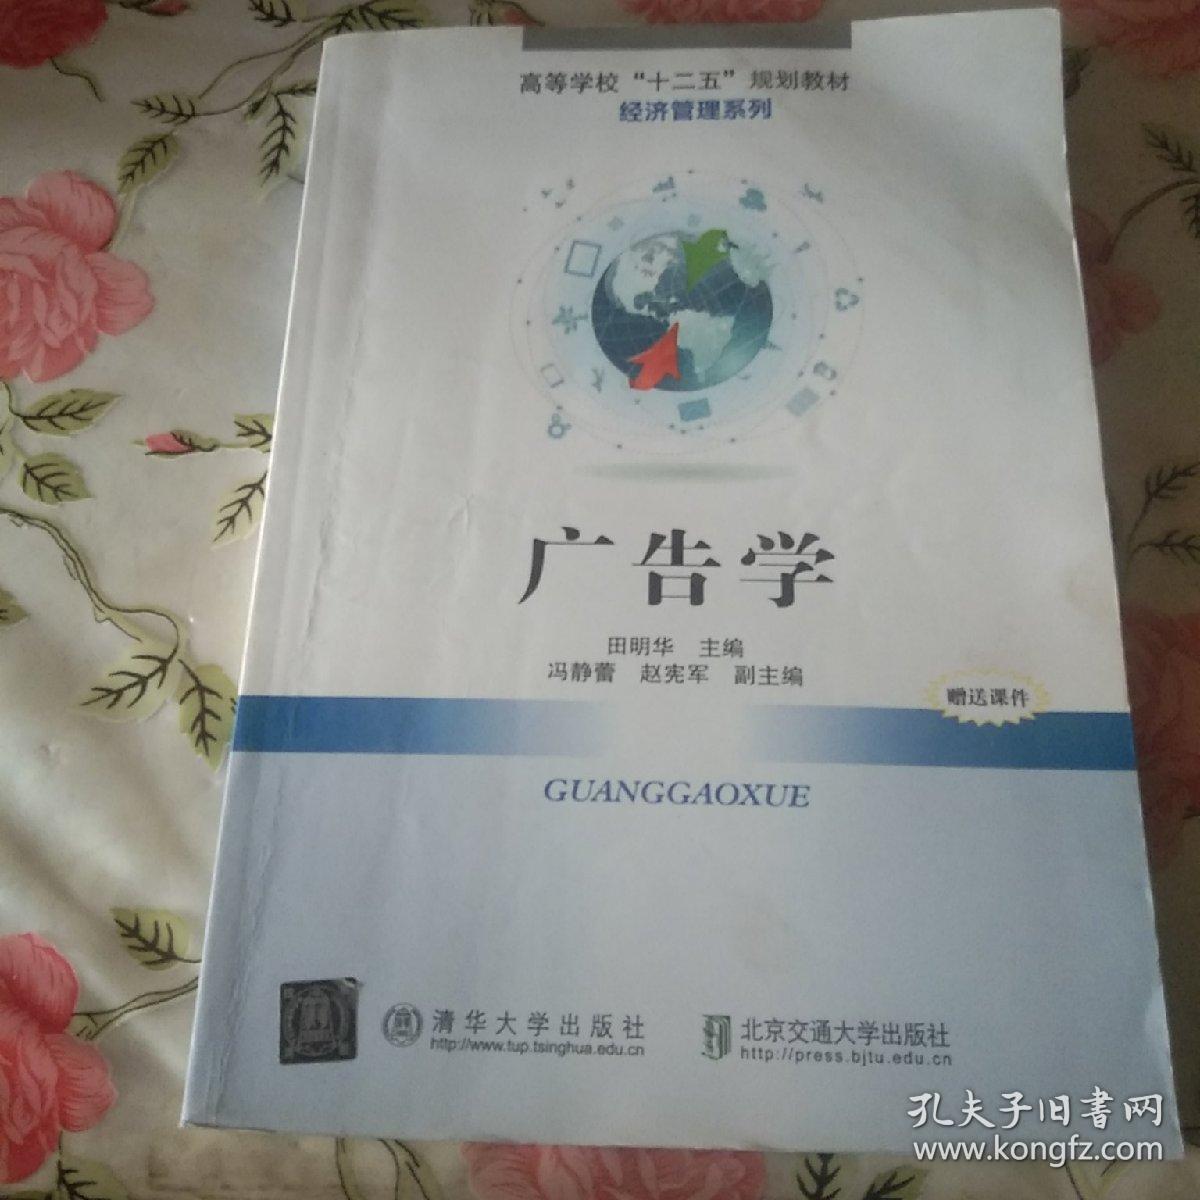 高等学校“十二五”规划教材
经济管理系列
广告学
田明华 主编
冯静蕾 赵宪军 副主编
赠送课件
GUANGGAOXUE
清华大学出版社
http://www.tup.tsinghua.edu.cn
北京交通大学出版社
http://press.bjtu.edu.cn
孔夫子旧书网
www.kongfz.com